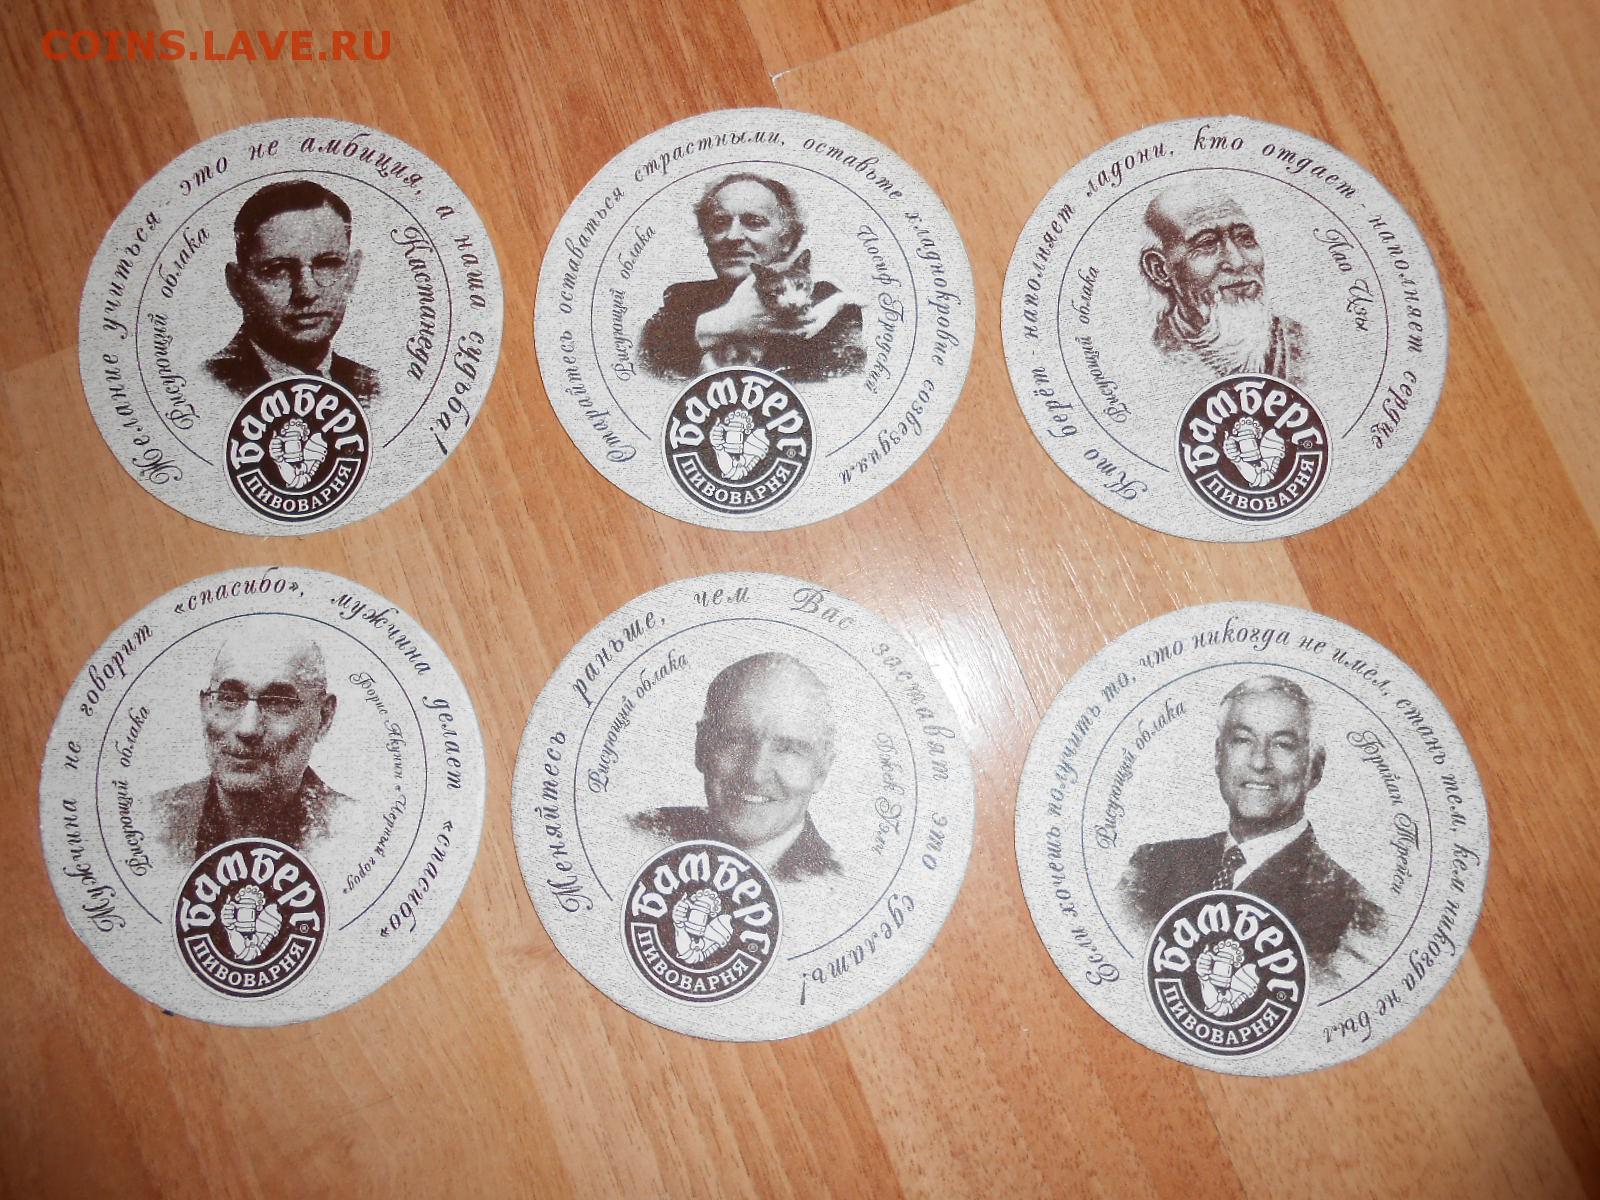 COINS.LAVE.RU
Желание учиться - это не амбиция, а наша судьба!
Рисующий облака
Кастанеда
Бамберг
ПИВОВАРНЯ
Старайтесь оставаться страстными, оставьте хладнокровие созвездиям
Рисующий облака
Иосиф Бродский
Бамберг
ПИВОВАРНЯ
Кто берёт - наполняет ладони, кто отдает - наполняет сердце
Рисующий облака
Лао Цзы
Бамберг
ПИВОВАРНЯ
Мужчина не говорит «спасибо», мужчина делает «спасибо»
Рисующий облака
Борис Акунин «Черный город»
Бамберг
ПИВОВАРНЯ
Меняйтесь раньше, чем Вас заставят это сделать!
Рисующий облака
Джек Уэлч
Бамберг
ПИВОВАРНЯ
Если хочешь получить то, что никогда не имел, стань тем, кем никогда не был
Рисующий облака
Брайан Трейси
Бамберг
ПИВОВАРНЯ